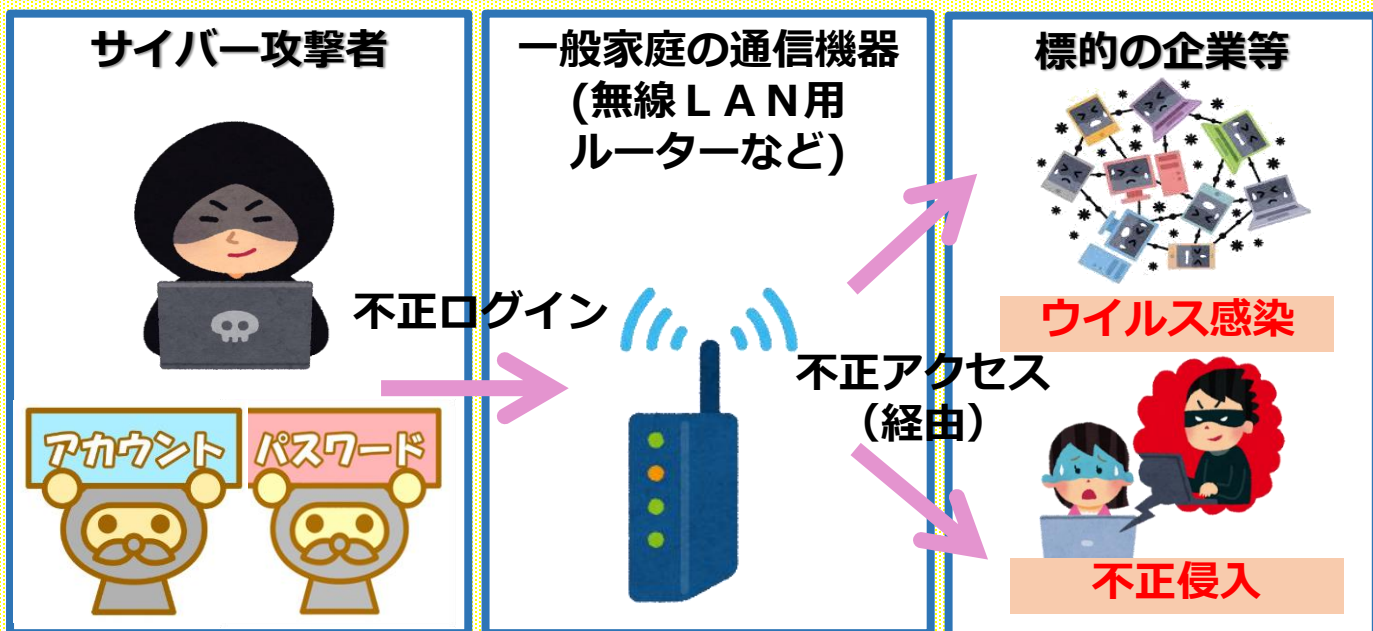 サイバー攻撃者
アカウント
パスワード
不正ログイン
一般家庭の通信機器
(無線ＬＡＮ用
ルーターなど)
不正アクセス
（経由）
標的の企業等
ウイルス感染
不正侵入